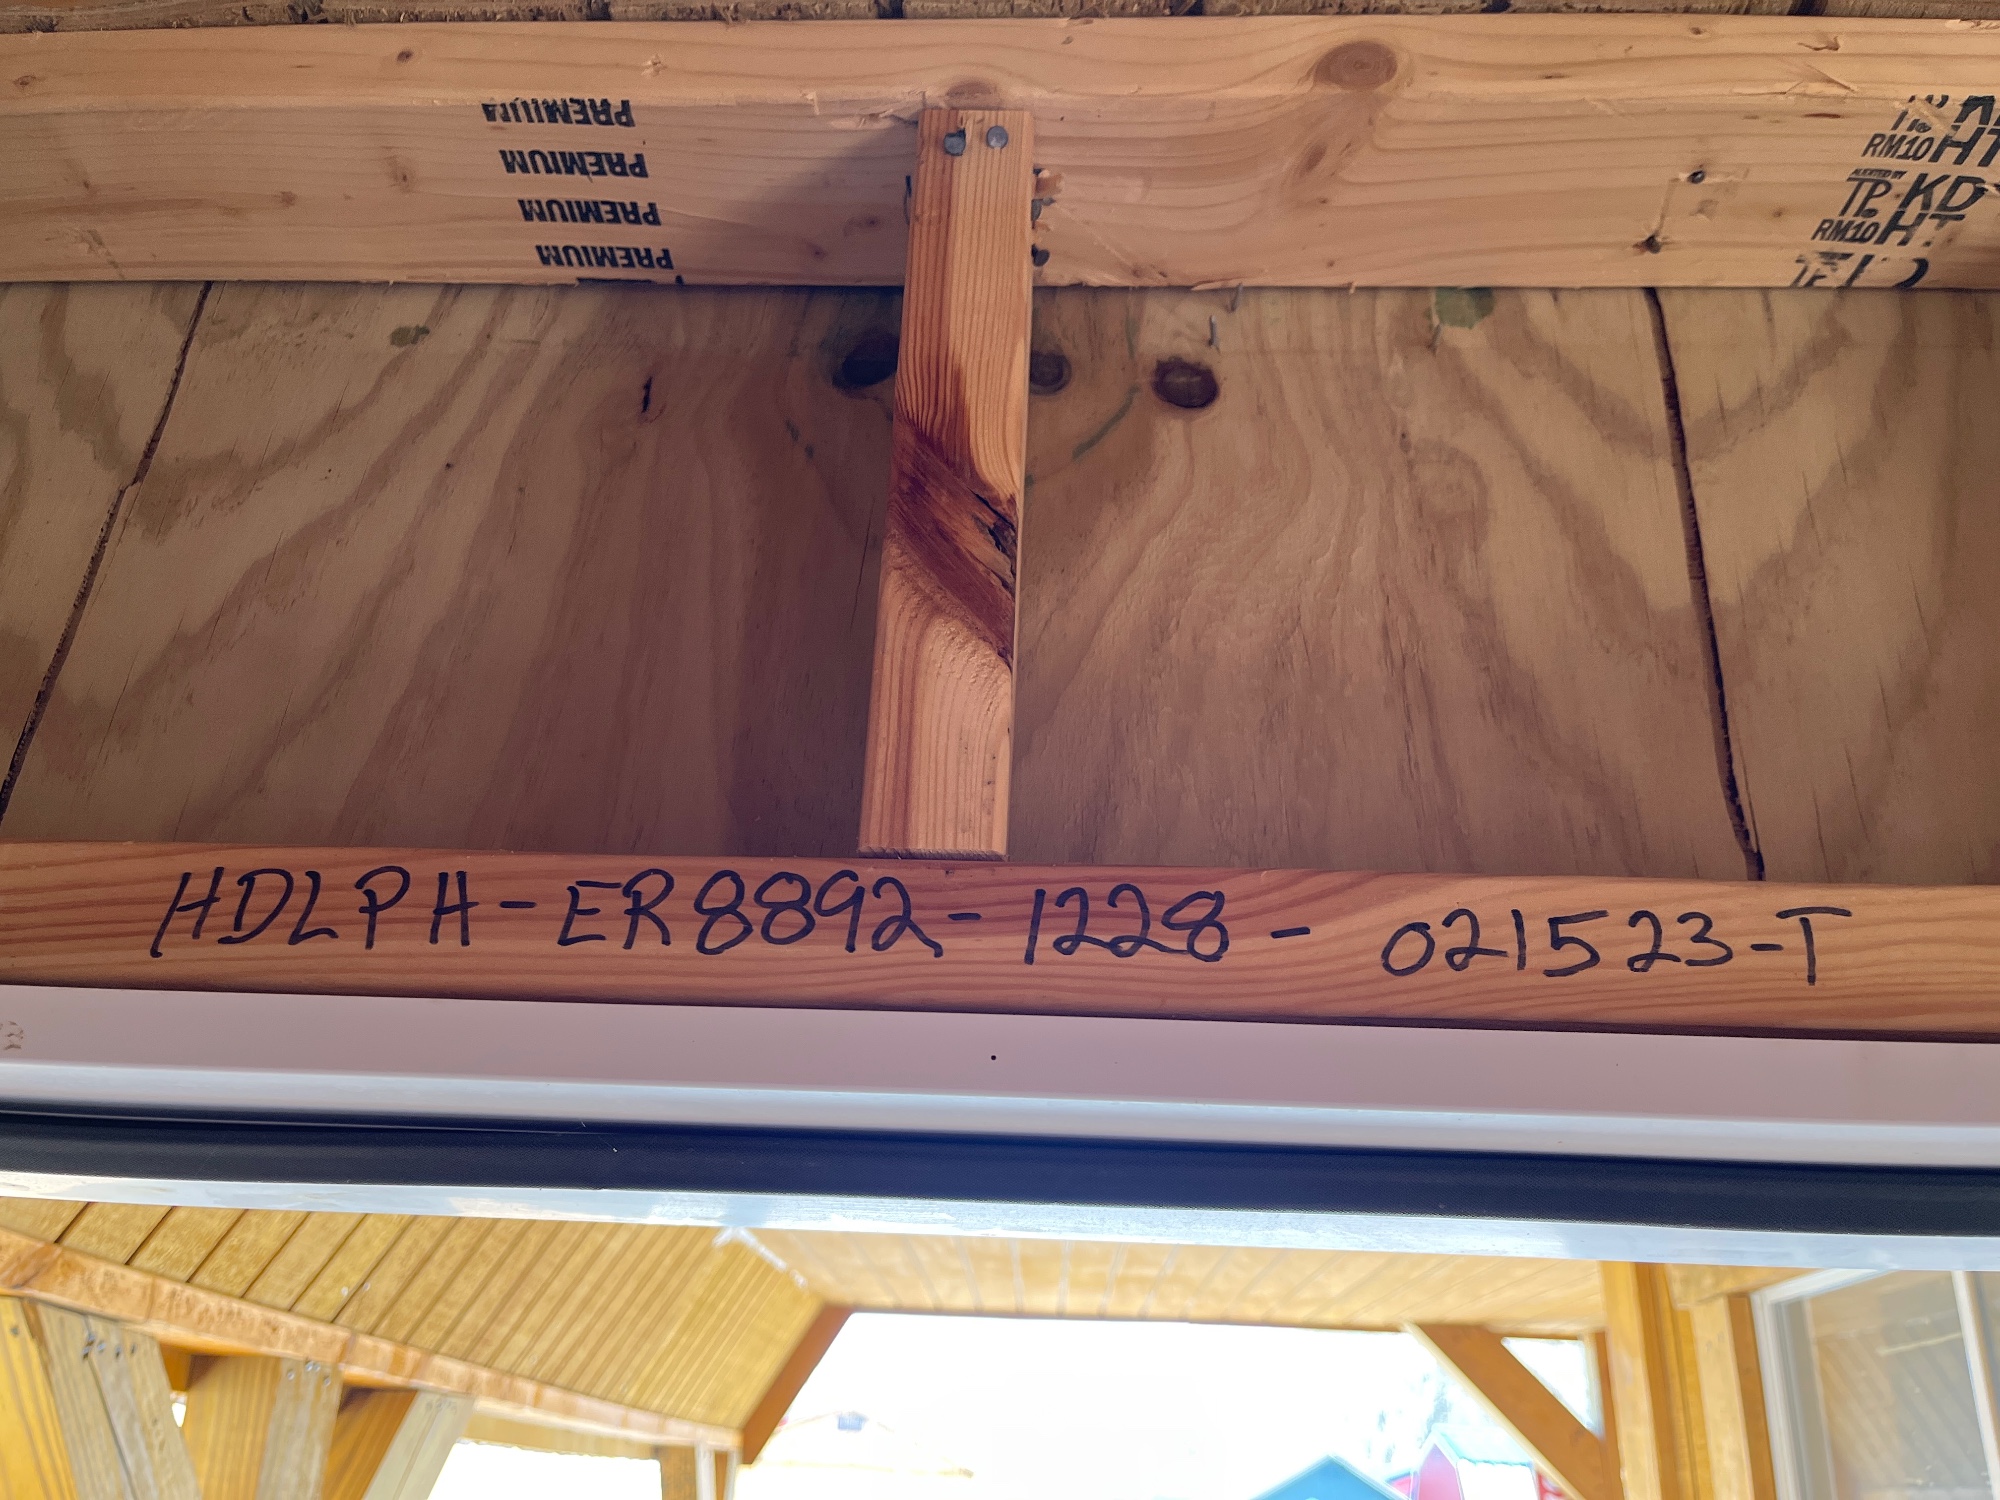 PREMIUM
PREMIUM
PREMIUM
PREMIUM
RM10 HT
TP KD
RM10 HT
HDLPH-ER8892-1228-021523-T